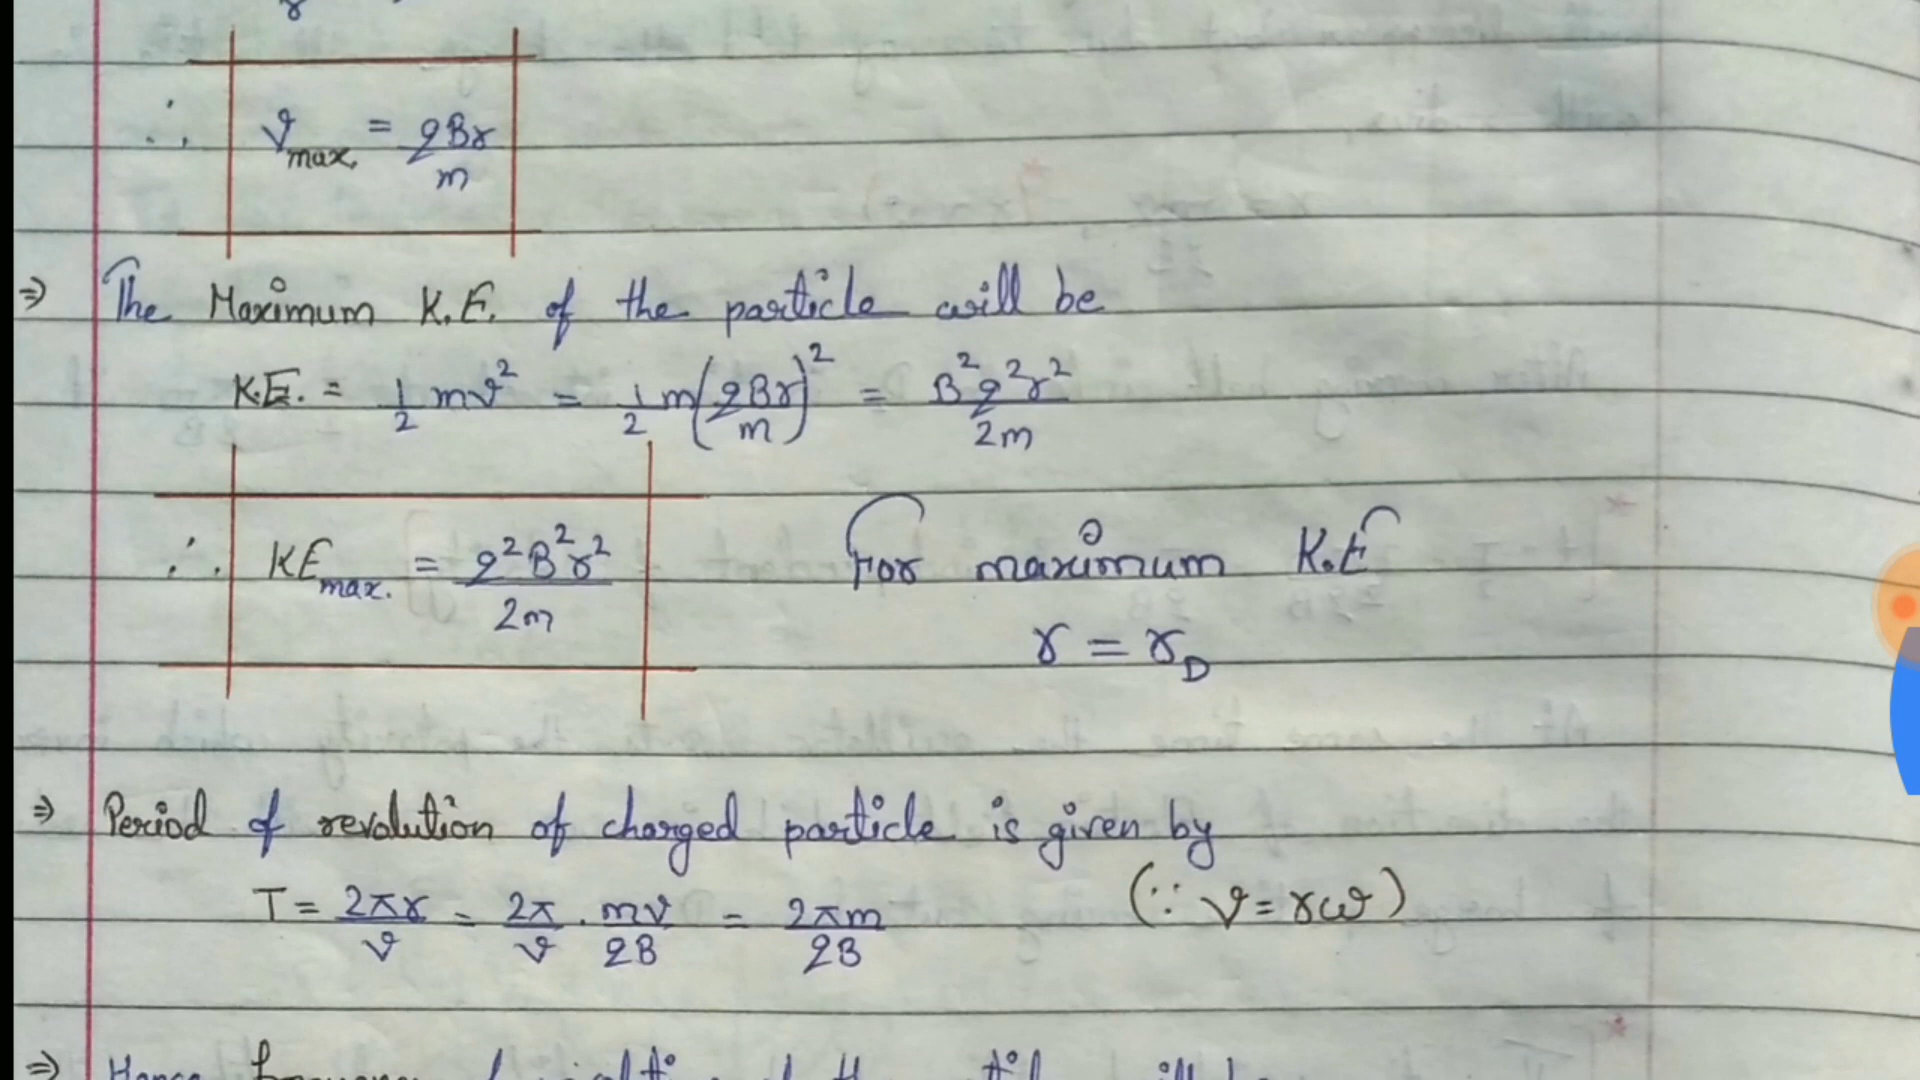 ∴ v_max. = qBr/m
⇒ The Maximum K.E. of the particle will be
K.E. = 1/2 mv² = 1/2 m(qBr/m)² = B²q²r²/2m
∴ KE_max. = q²B²r²/2m For maximum K.E
r = r_D
⇒ Period of revolution of charged particle is given by
T = 2πr/v = 2π/v . mv/qB = 2πm/qB (∵ v = rω)
⇒ Hence